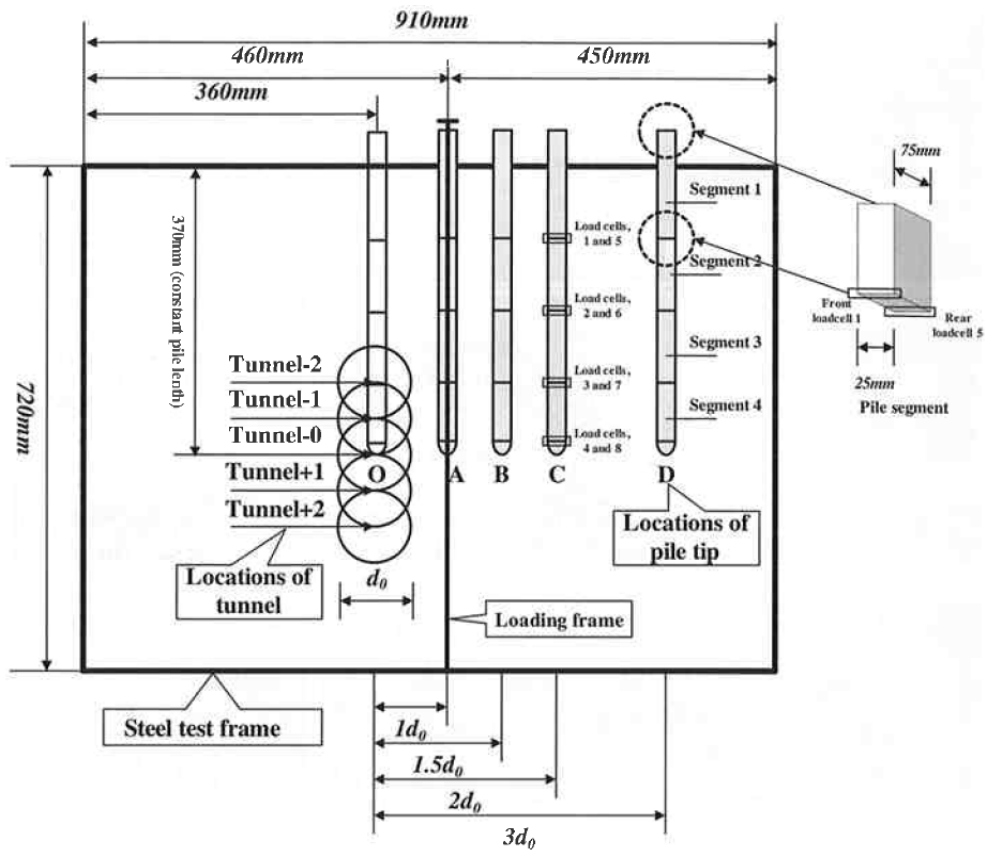 910mm
460mm
450mm
360mm
75mm
Segment 1
370mm (constant pile lenth)
Load cells,
1 and 5
Segment 2
Front
loadcell 1
Rear
loadcell 5
Load cells,
2 and 6
25mm
Pile segment
Segment 3
Tunnel-2
Load cells,
3 and 7
720mm
Tunnel-1
Segment 4
Tunnel-0
Load cells,
4 and 8
O
A
B
C
D
Tunnel+1
Tunnel+2
Locations of
pile tip
Locations of
tunnel
d0
Loading frame
Steel test frame
1d0
1.5d0
2d0
3d0